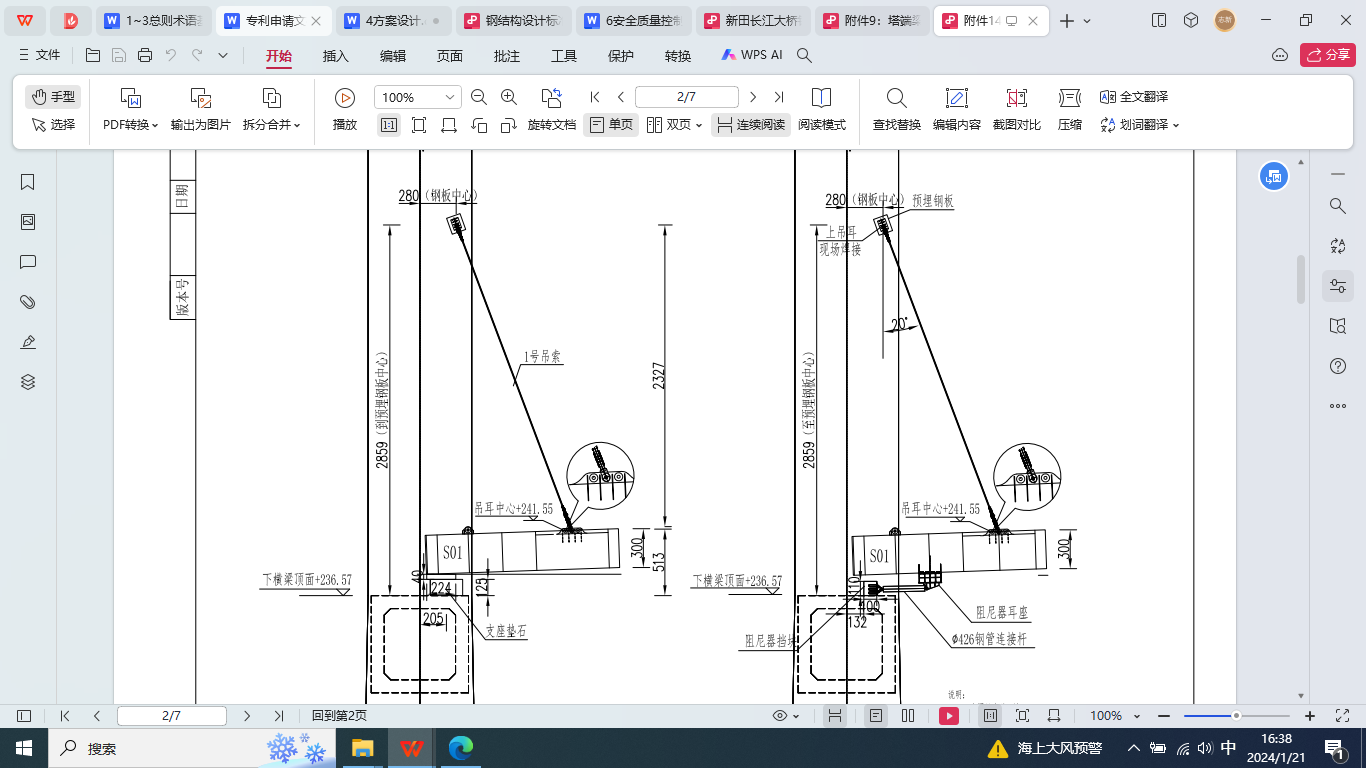 1~3总则术语基
专利申请文
4方案设计.
钢结构设计标
6安全质量控制
新田长江大桥
附件9：塔端梁
附件14
文件
开始
插入
编辑
页面
批注
工具
保护
转换
WPS AI
分享
手型
选择
PDF转换
输出为图片
拆分合并
播放
100%
1:1
旋转文档
2/7
单页
双页
连续阅读
阅读模式
查找替换
编辑内容
截图对比
压缩
全文翻译
划词翻译
日期
版本号
280（钢板中心）
2859（到预埋钢板中心）
1号吊索
2327
吊耳中心+241.55
S01
300
513
40
224
125
下横梁顶面+236.57
205
支座垫石
280（钢板中心）
预埋钢板
上吊耳
现场焊接
20°
2859（至预埋钢板中心）
吊耳中心+241.55
S01
300
下横梁顶面+236.57
110
100
132
阻尼器挡块
阻尼器耳座
Φ426钢管连接杆
说明：
2/7
回到第2页
100%
搜索
海上大风预警
中
16:38
2024/1/21
1